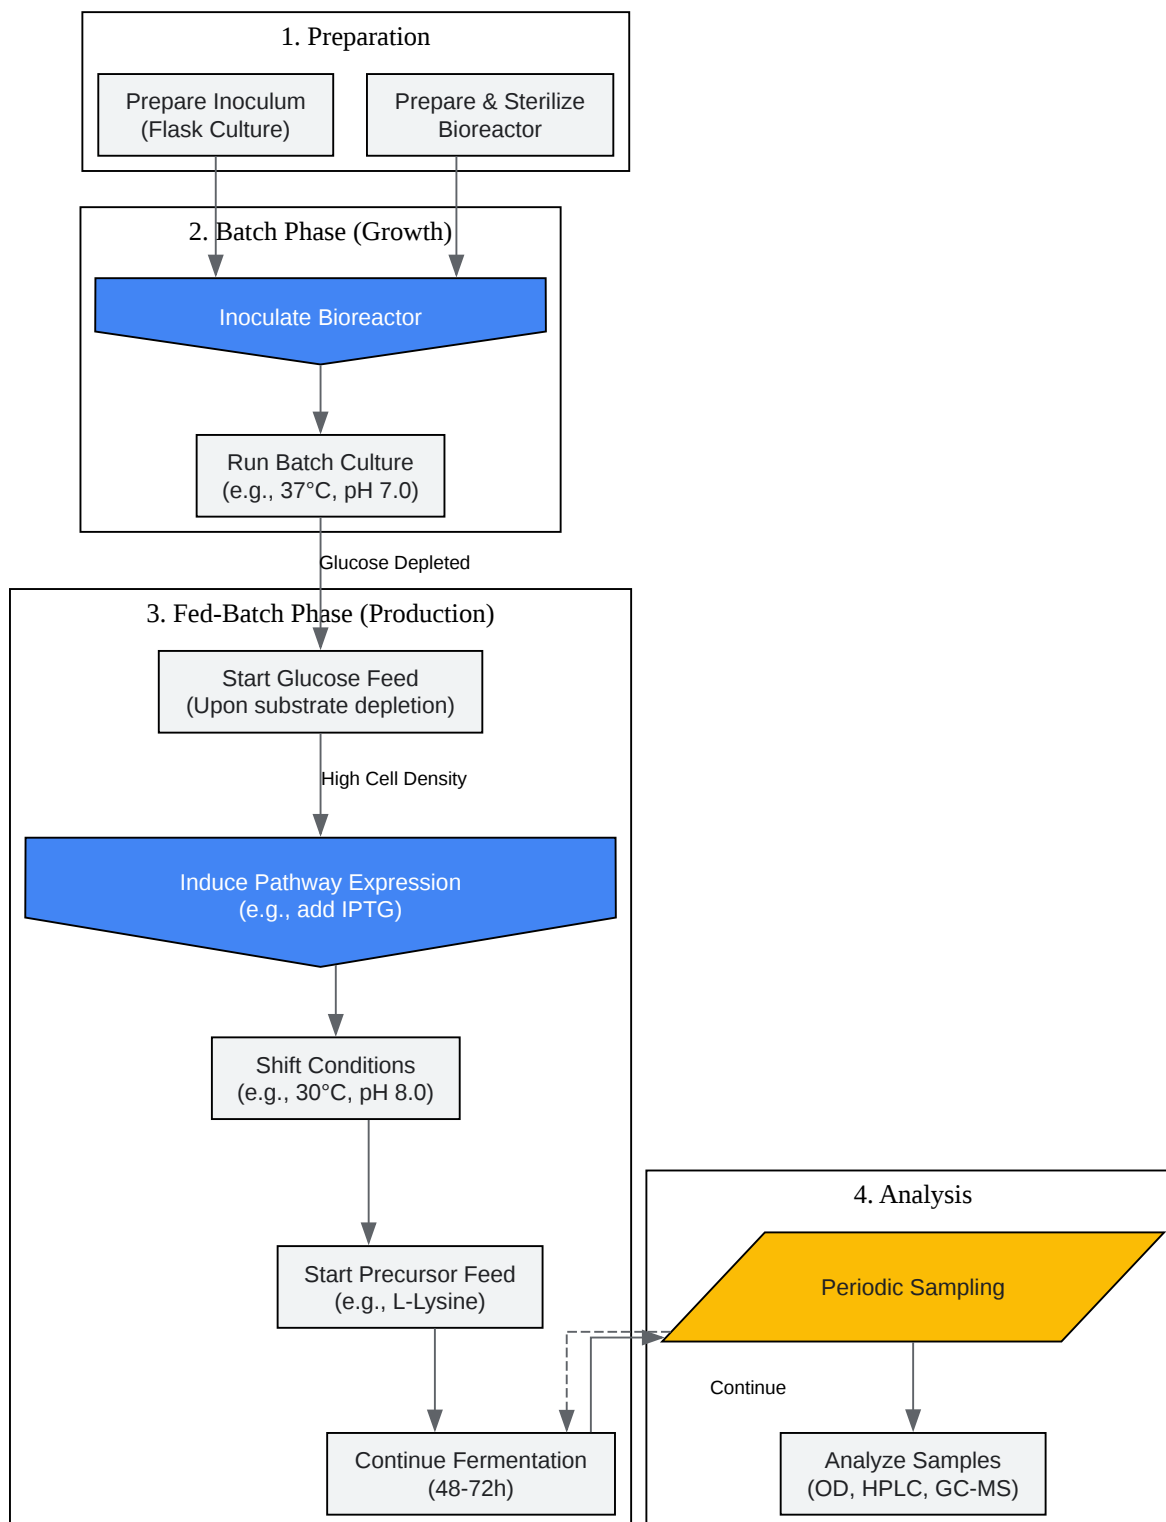 1. Preparation
Prepare Inoculum
(Flask Culture)
Prepare & Sterilize
Bioreactor
2. Batch Phase (Growth)
Inoculate Bioreactor
Run Batch Culture
(e.g., 37°C, pH 7.0)
Glucose Depleted
3. Fed-Batch Phase (Production)
Start Glucose Feed
(Upon substrate depletion)
High Cell Density
Induce Pathway Expression
(e.g., add IPTG)
Shift Conditions
(e.g., 30°C, pH 8.0)
Start Precursor Feed
(e.g., L-Lysine)
Continue Fermentation
(48-72h)
4. Analysis
Periodic Sampling
Continue
Analyze Samples
(OD, HPLC, GC-MS)